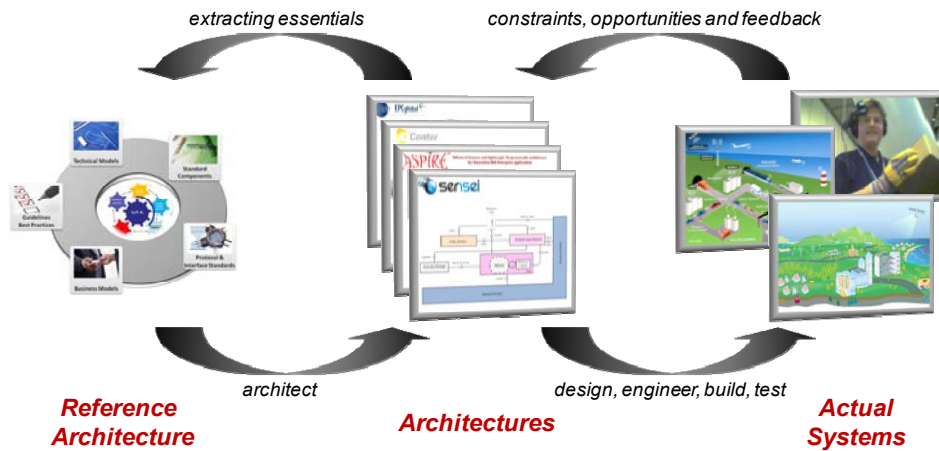 extracting essentials
constraints, opportunities and feedback
EPCglobal
Center
ASPIRE
sensei
Technical Models
Standard
Components
Guidelines
Best Practices
Protocol &
Interface Standards
Business Models
architect
design, engineer, build, test
Reference
Architecture
Architectures
Actual
Systems